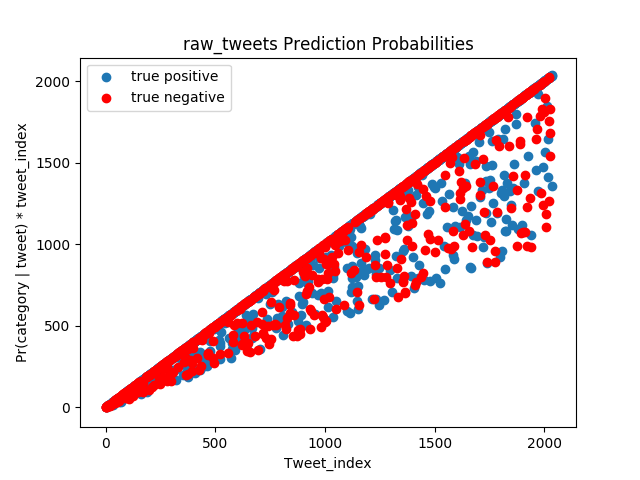 raw_tweets Prediction Probabilities
true positive
true negative
Pr(category | tweet) * tweet_index
2000
1500
1000
500
0
0 500 1000 1500 2000
Tweet_index